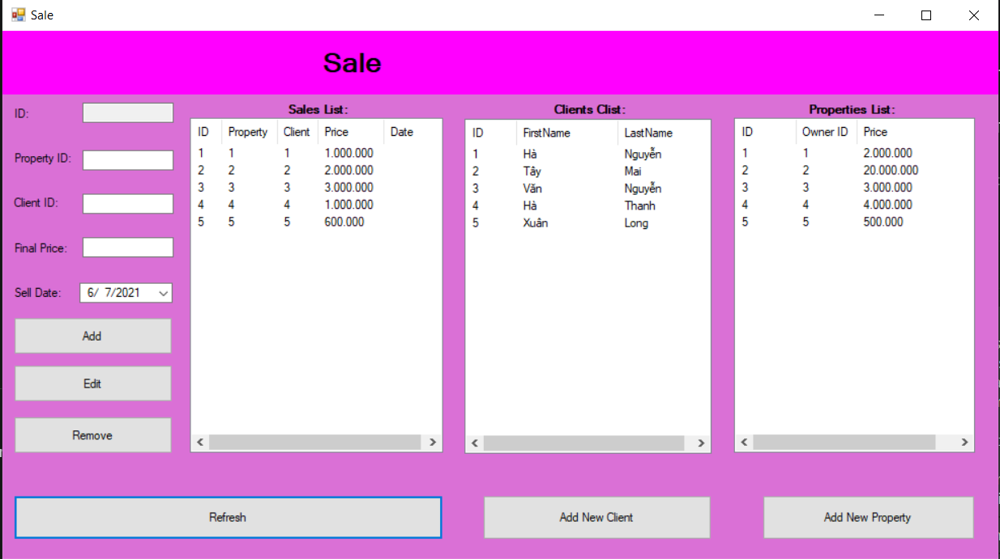 Sale
Sale
ID:
Property ID:
Client ID:
Final Price:
Sell Date: 6/ 7/2021
Add
Edit
Remove
Sales List:
ID Property Client Price Date
1 1 1 1.000.000
2 2 2 2.000.000
3 3 3 3.000.000
4 4 4 1.000.000
5 5 5 600.000
Clients Clist:
ID FirstName LastName
1 Hà Nguyễn
2 Tây Mai
3 Văn Nguyễn
4 Hà Thanh
5 Xuân Long
Properties List:
ID Owner ID Price
1 1 2.000.000
2 2 20.000.000
3 3 3.000.000
4 4 4.000.000
5 5 500.000
Refresh
Add New Client
Add New Property